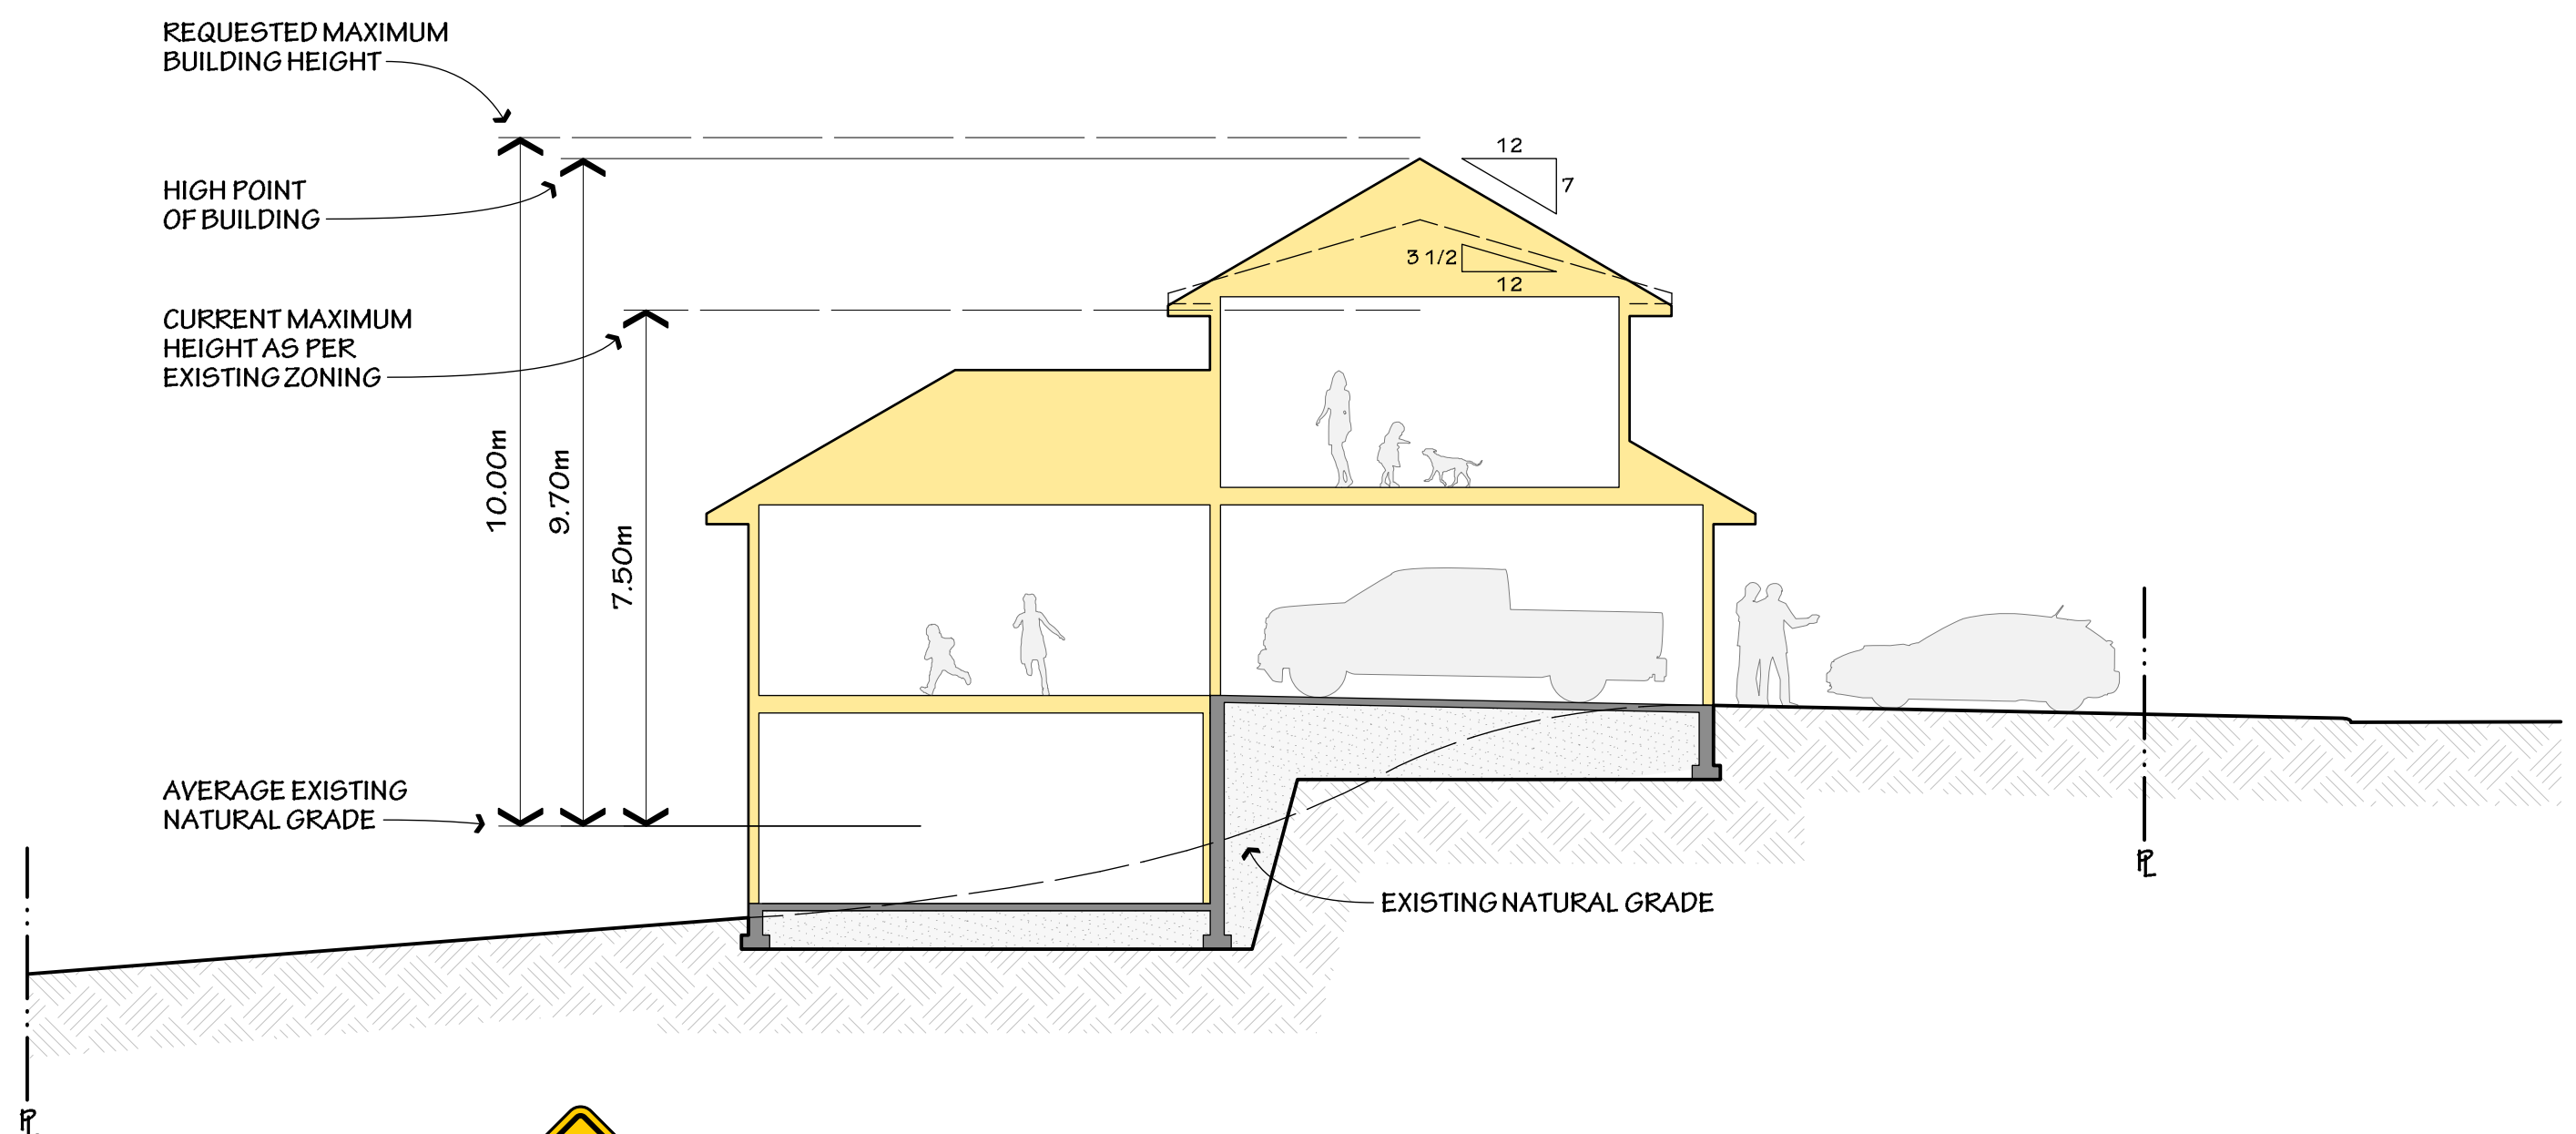 REQUESTED MAXIMUM
BUILDING HEIGHT
12
7
HIGH POINT
OF BUILDING
3 1/2
12
CURRENT MAXIMUM
HEIGHT AS PER
EXISTING ZONING
10.00m
9.70m
7.50m
AVERAGE EXISTING
NATURAL GRADE
EXISTING NATURAL GRADE
PL
PL